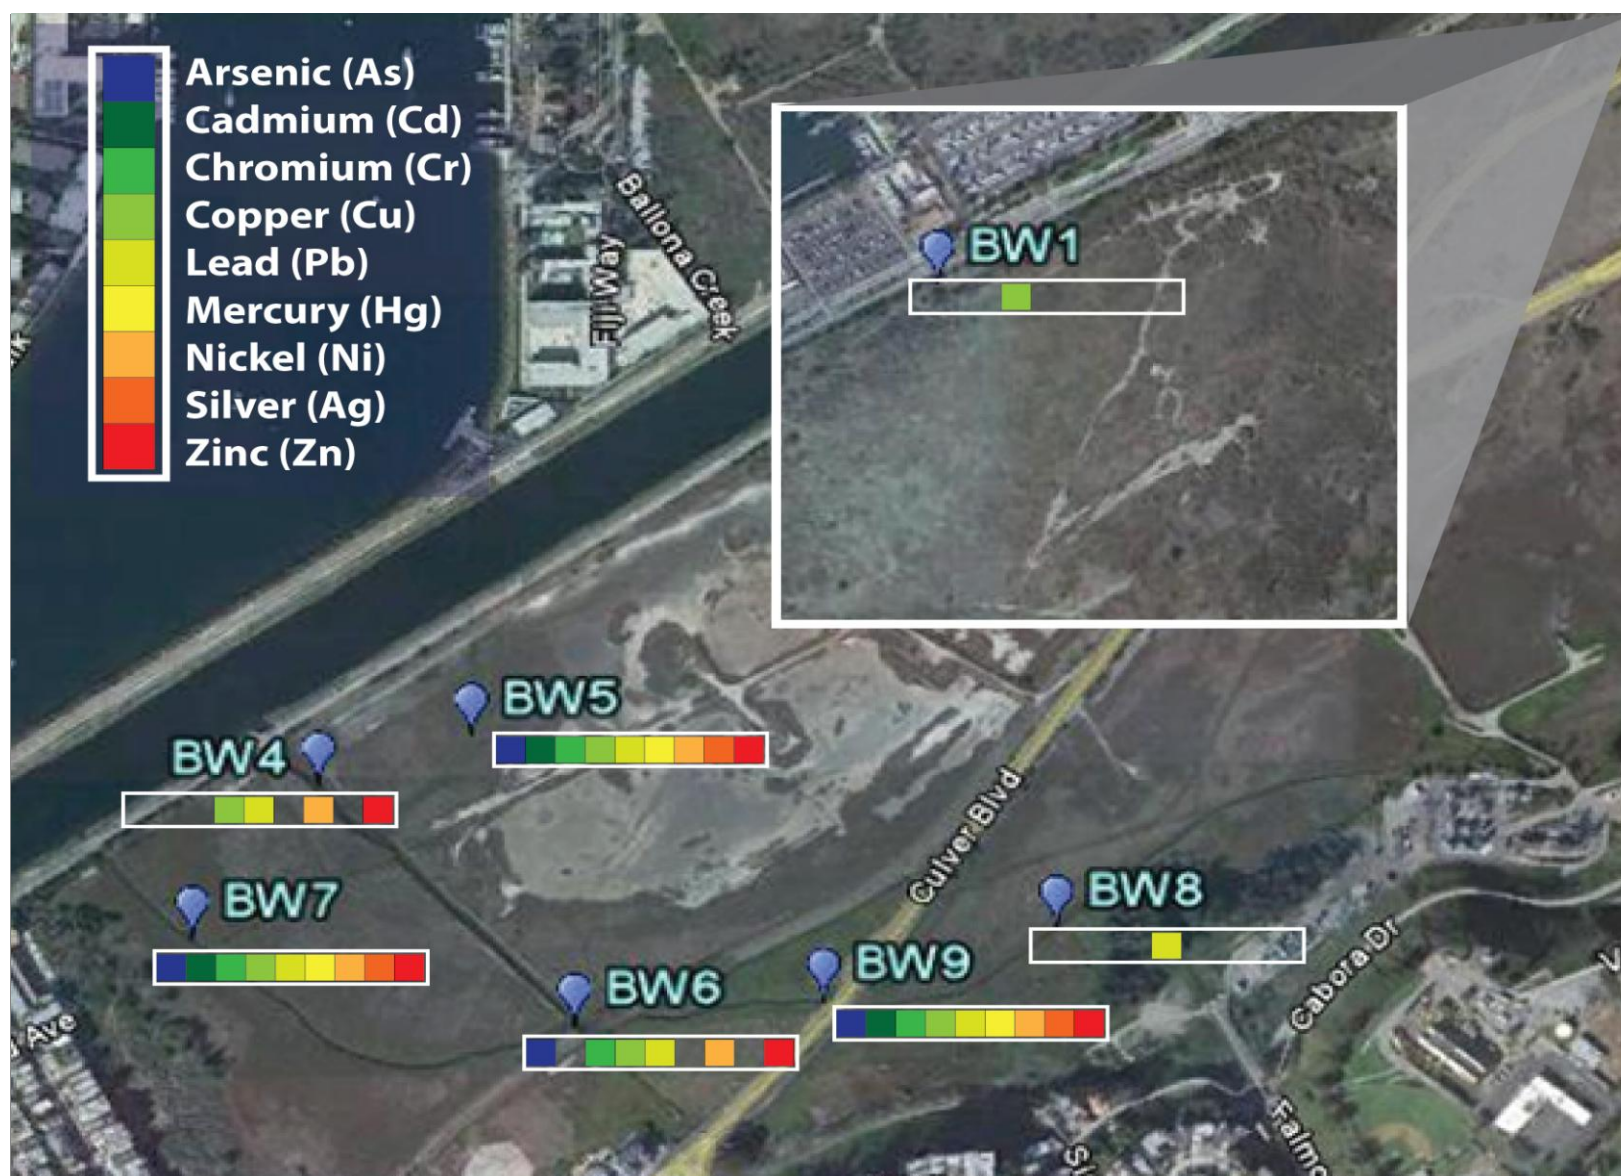 Arsenic (As)
Cadmium (Cd)
Chromium (Cr)
Copper (Cu)
Lead (Pb)
Mercury (Hg)
Nickel (Ni)
Silver (Ag)
Zinc (Zn)
Fiji Way
Ballona Creek
BW1
BW5
BW4
BW7
BW6
BW9
BW8
Culver Blvd
Cabora Dr
Ave